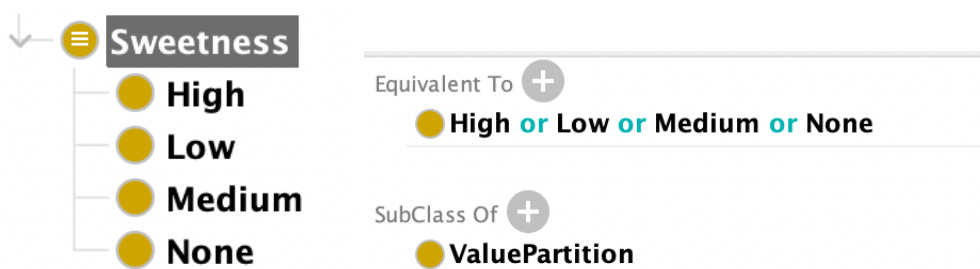 Sweetness
High
Low
Medium
None
Equivalent To
High or Low or Medium or None
SubClass Of
ValuePartition